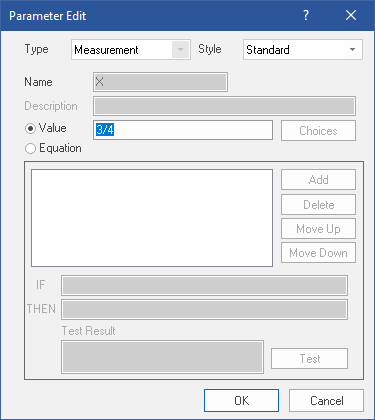 Parameter Edit ? ×
Type Measurement Style Standard
Name X
Description
Value 3/4 Choices
Equation
Add
Delete
Move Up
Move Down
IF
THEN
Test Result
Test
OK Cancel